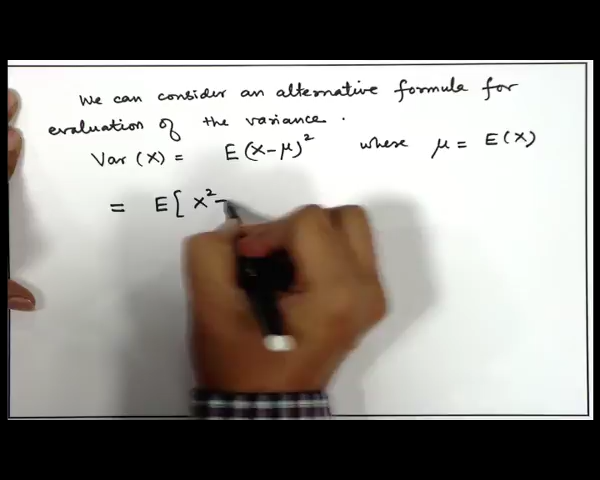 We can consider an alternative formula for
evaluation of the variance.
Var (X) = E(X-μ)² where μ = E(X)
= E[ X² -